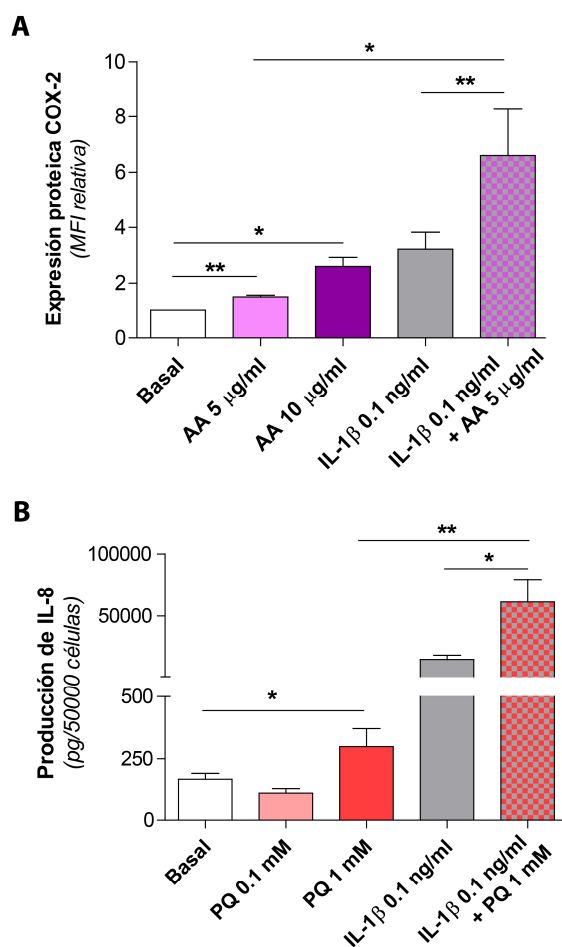 A
Expresión proteica COX-2
(MFI relativa)
10
8
6
4
2
0
*
**
*
**
Basal
AA 5 μg/ml
AA 10 μg/ml
IL-1β 0.1 ng/ml
IL-1β 0.1 ng/ml
+ AA 5 μg/ml
B
Producción de IL-8
(pg/50000 células)
100000
50000
500
250
0
**
*
*
Basal
PQ 0.1 mM
PQ 1 mM
IL-1β 0.1 ng/ml
IL-1β 0.1 ng/ml
+ PQ 1 mM